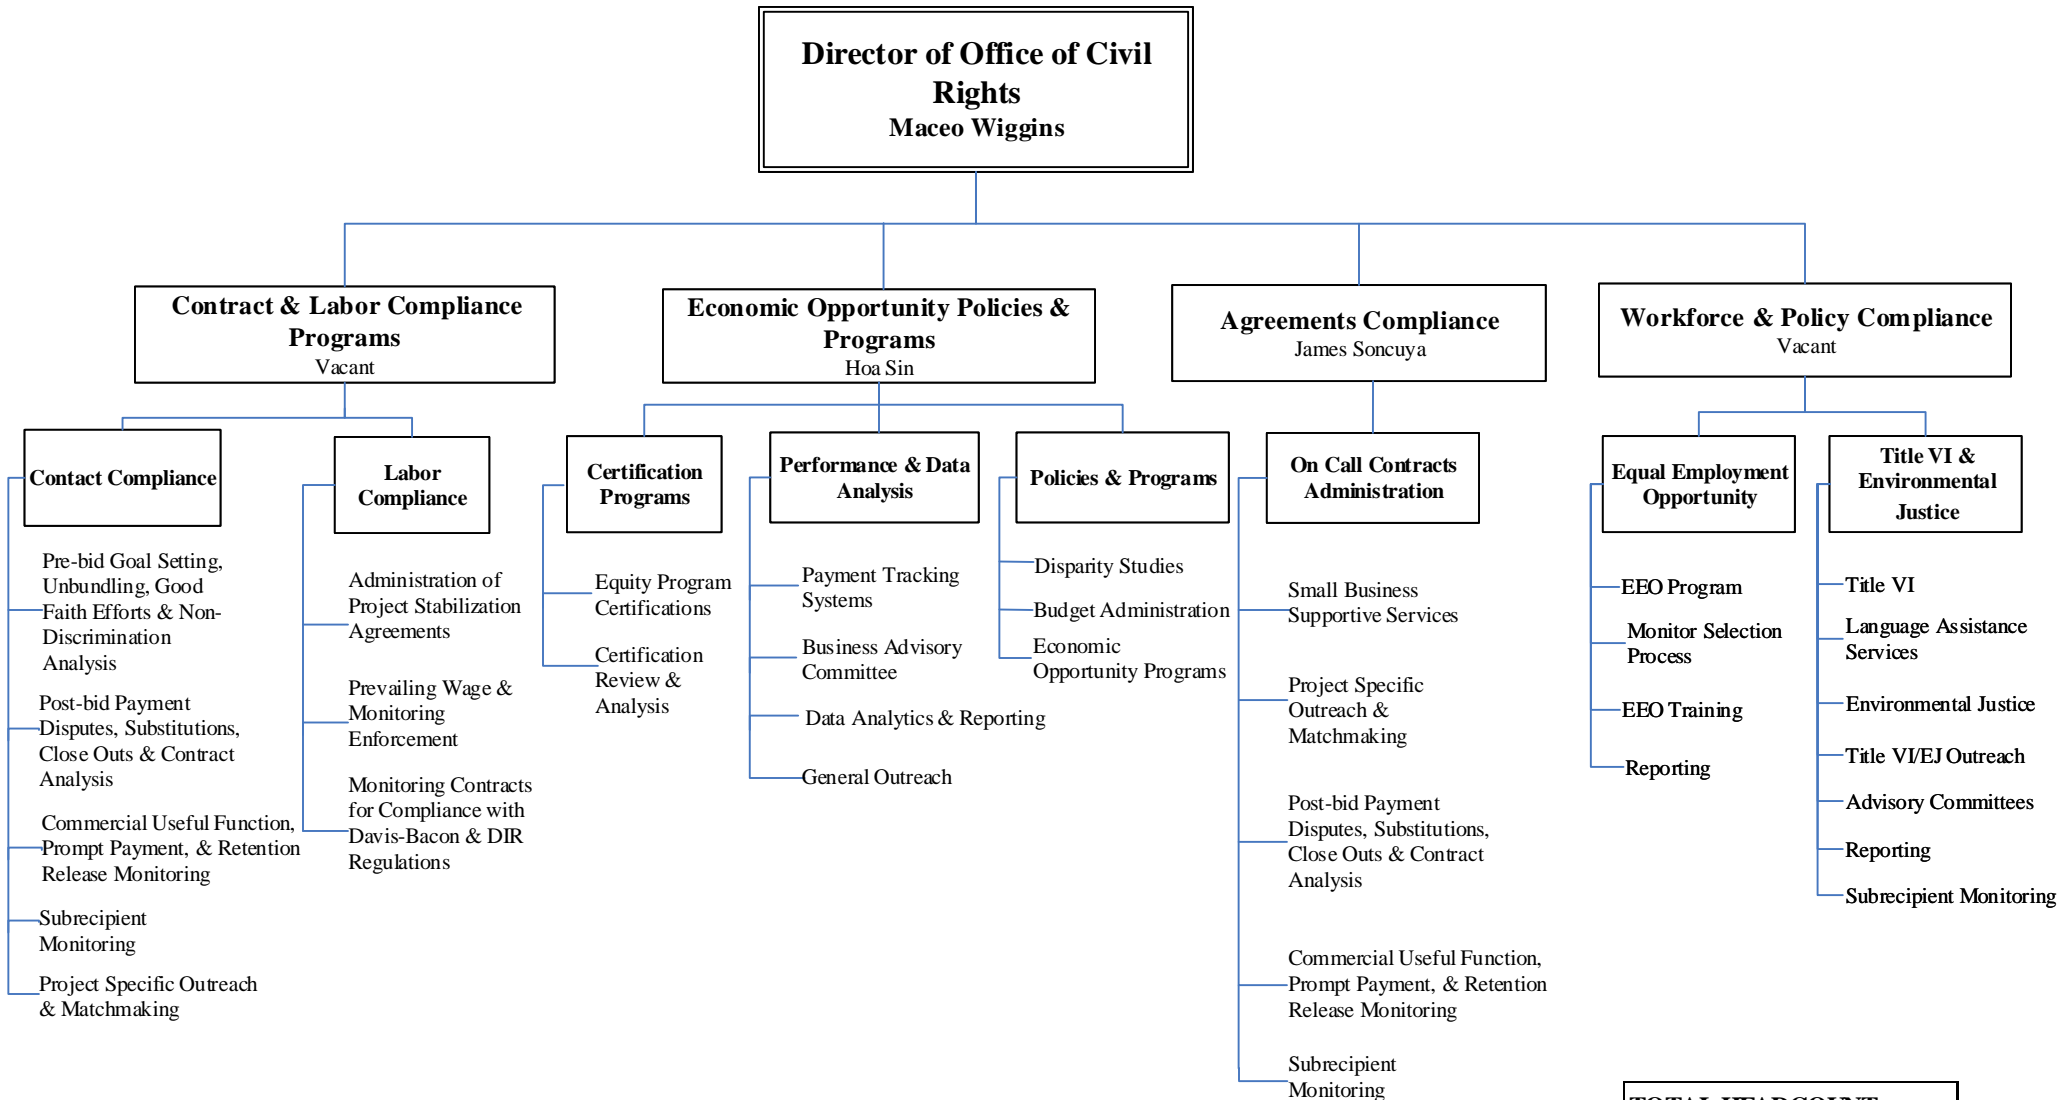 Director of Office of Civil
Rights
Maceo Wiggins
Contract & Labor Compliance
Programs
Vacant
Economic Opportunity Policies &
Programs
Hoa Sin
Agreements Compliance
James Soncuya
Workforce & Policy Compliance
Vacant
Contact Compliance
Pre-bid Goal Setting,
Unbundling, Good
Faith Efforts & Non-
Discrimination
Analysis
Post-bid Payment
Disputes, Substitutions,
Close Outs & Contract
Analysis
Commercial Useful Function,
Prompt Payment, & Retention
Release Monitoring
Subrecipient
Monitoring
Project Specific Outreach
& Matchmaking
Labor
Compliance
Administration of
Project Stabilization
Agreements
Prevailing Wage &
Monitoring
Enforcement
Monitoring Contracts
for Compliance with
Davis-Bacon & DIR
Regulations
Certification
Programs
Equity Program
Certifications
Certification
Review &
Analysis
Performance & Data
Analysis
Payment Tracking
Systems
Business Advisory
Committee
Data Analytics & Reporting
General Outreach
Policies & Programs
Disparity Studies
Budget Administration
Economic
Opportunity Programs
On Call Contracts
Administration
Small Business
Supportive Services
Project Specific
Outreach &
Matchmaking
Post-bid Payment
Disputes, Substitutions,
Close Outs & Contract
Analysis
Commercial Useful Function,
Prompt Payment, & Retention
Release Monitoring
Subrecipient
Monitoring
Equal Employment
Opportunity
EEO Program
Monitor Selection
Process
EEO Training
Reporting
Title VI &
Environmental
Justice
Title VI
Language Assistance
Services
Environmental Justice
Title VI/EJ Outreach
Advisory Committees
Reporting
Subrecipient Monitoring
TOTAL HEADCOUNT